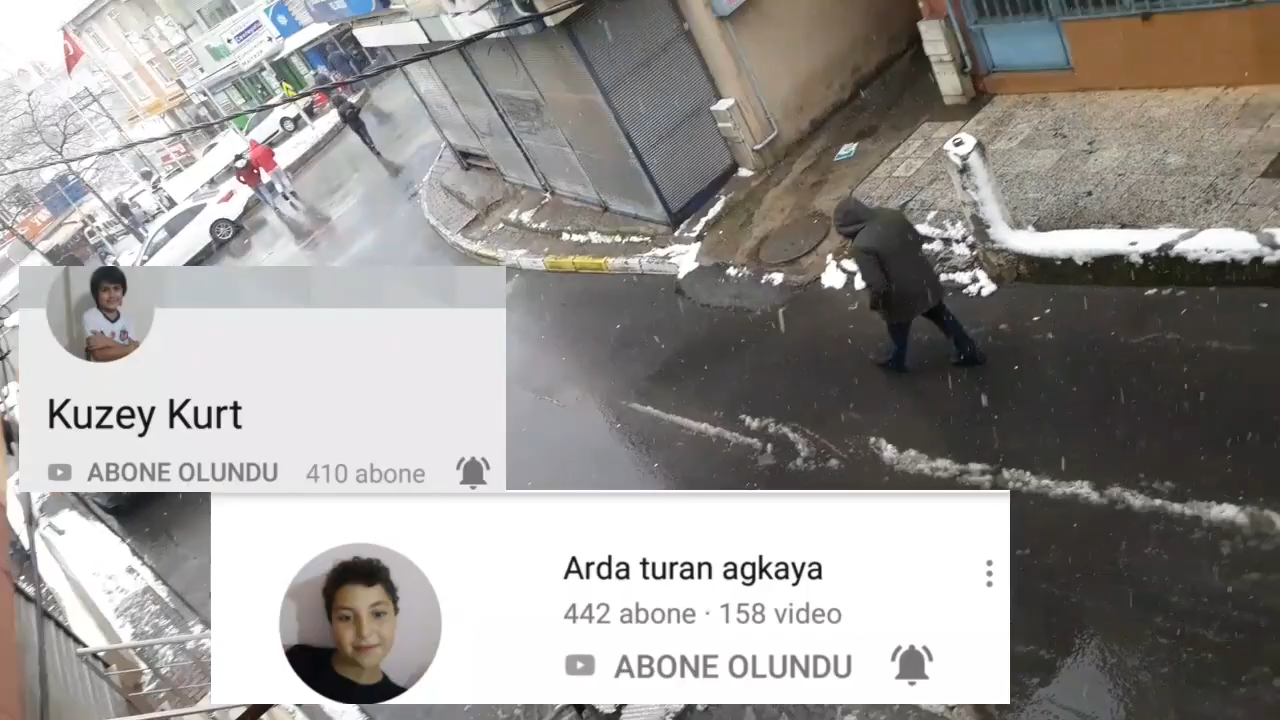 Kuzey Kurt
ABONE OLUNDU 410 abone
Arda turan agkaya
442 abone · 158 video
ABONE OLUNDU